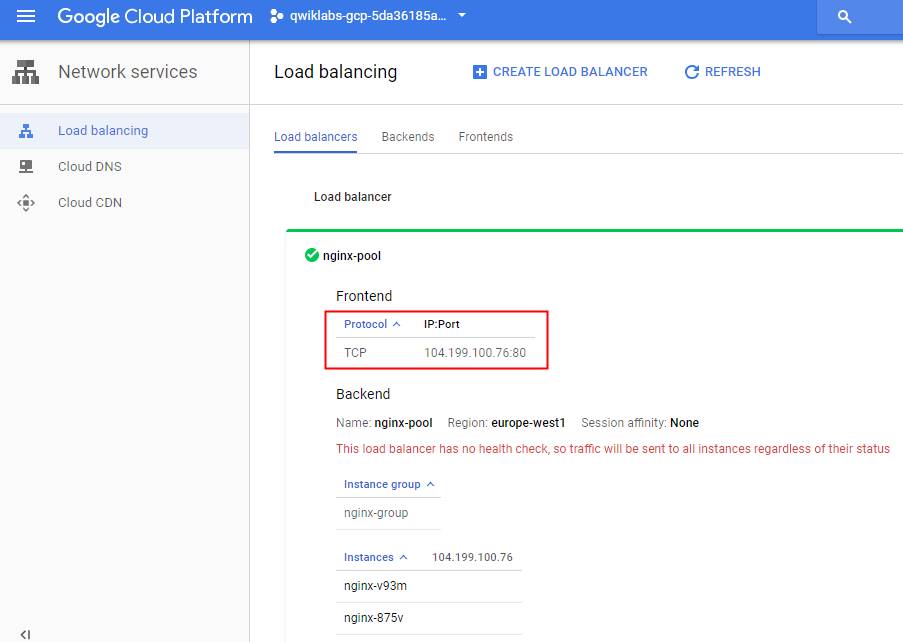 Google Cloud Platform qwiklabs-gcp-5da36185a...
Network services
Load balancing
Cloud DNS
Cloud CDN
Load balancing CREATE LOAD BALANCER REFRESH
Load balancers Backends Frontends
Load balancer
nginx-pool
Frontend
Protocol IP:Port
TCP 104.199.100.76:80
Backend
Name: nginx-pool Region: europe-west1 Session affinity: None
This load balancer has no health check, so traffic will be sent to all instances regardless of their status
Instance group
nginx-group
Instances 104.199.100.76
nginx-v93m
nginx-875v